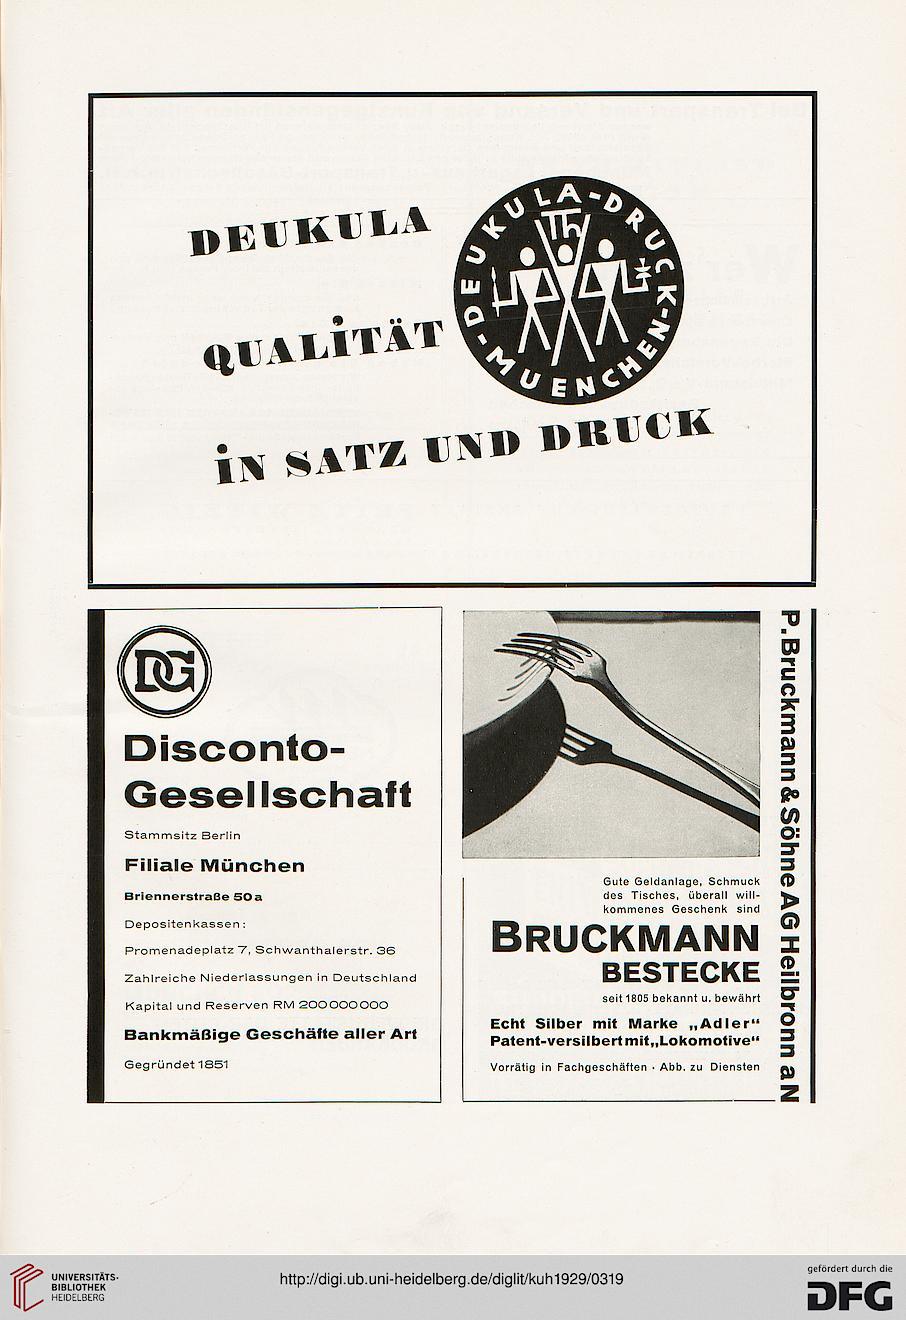 DEUKULA
DEUKULA-DRUCK-MUENCHEN-
Th
QUALITÄT
IN SATZ UND DRUCK
DG
Disconto-
Gesellschaft
Stammsitz Berlin
Filiale München
Briennerstraße 50a
Depositenkassen:
Promenadeplatz 7, Schwanthalerstr. 36
Zahlreiche Niederlassungen in Deutschland
Kapital und Reserven RM 200000000
Bankmäßige Geschäfte aller Art
Gegründet 1851
Gute Geldanlage, Schmuck
des Tisches, überall will-
kommenes Geschenk sind
BRUCKMANN
BESTECKE
seit 1805 bekannt u. bewährt
Echt Silber mit Marke „Adler“
Patent-versilbert mit „Lokomotive“
Vorrätig in Fachgeschäften · Abb. zu Diensten
P. Bruckmann & Söhne AG Heilbronn a N
UNIVERSITÄTS-
BIBLIOTHEK
HEIDELBERG
http://digi.ub.uni-heidelberg.de/diglit/kuh1929/0319
gefördert durch die
DFG